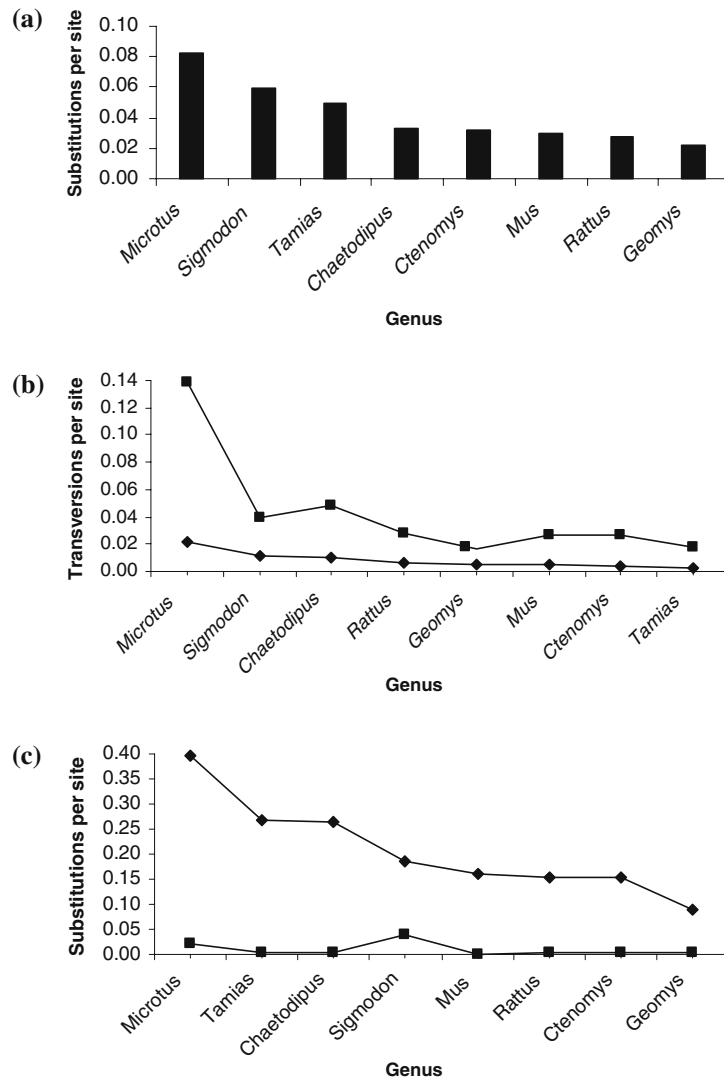 (a)
Substitutions per site
0.10
0.08
0.06
0.04
0.02
0.00
Microtus
Sigmodon
Tamias
Chaetodipus
Ctenomys
Mus
Rattus
Geomys
Genus
(b)
Transversions per site
0.14
0.12
0.10
0.08
0.06
0.04
0.02
0.00
Microtus
Sigmodon
Chaetodipus
Rattus
Geomys
Mus
Ctenomys
Tamias
Genus
(c)
Substitutions per site
0.40
0.35
0.30
0.25
0.20
0.15
0.10
0.05
0.00
Microtus
Tamias
Chaetodipus
Sigmodon
Mus
Rattus
Ctenomys
Geomys
Genus